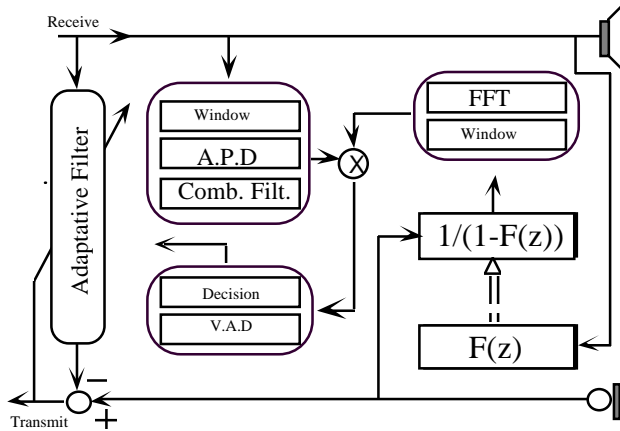 Receive
Adaptative Filter
Window
A.P.D
Comb. Filt.
X
FFT
Window
1/(1-F(z))
Decision
V.A.D
F(z)
−
+
Transmit